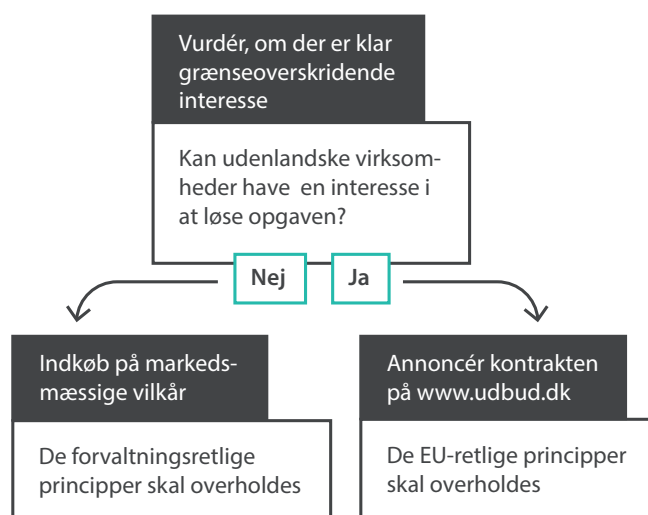 Vurdér, om der er klar
grænseoverskridende
interesse
Kan udenlandske virksom-
heder have en interesse i
at løse opgaven?
Nej
Ja
Indkøb på markeds-
mæssige vilkår
De forvaltningsretlige
principper skal overholdes
Annoncér kontrakten
på www.udbud.dk
De EU-retlige principper
skal overholdes